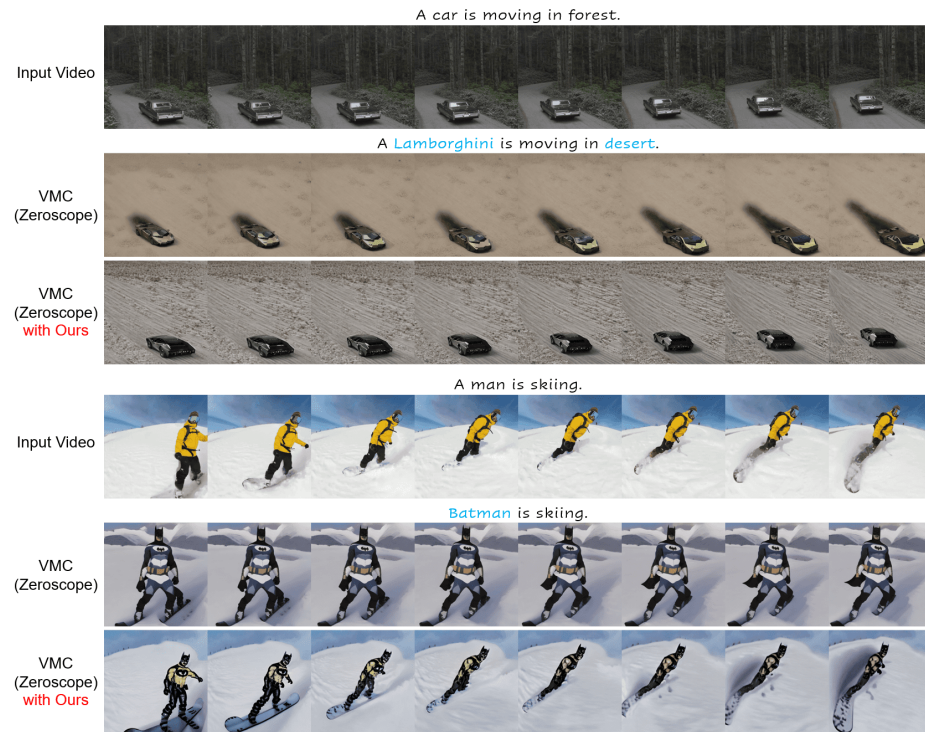 A car is moving in forest.
Input Video
A Lamborghini is moving in desert.
VMC
(Zeroscope)
VMC
(Zeroscope)
with Ours
A man is skiing.
Input Video
Batman is skiing.
VMC
(Zeroscope)
VMC
(Zeroscope)
with Ours